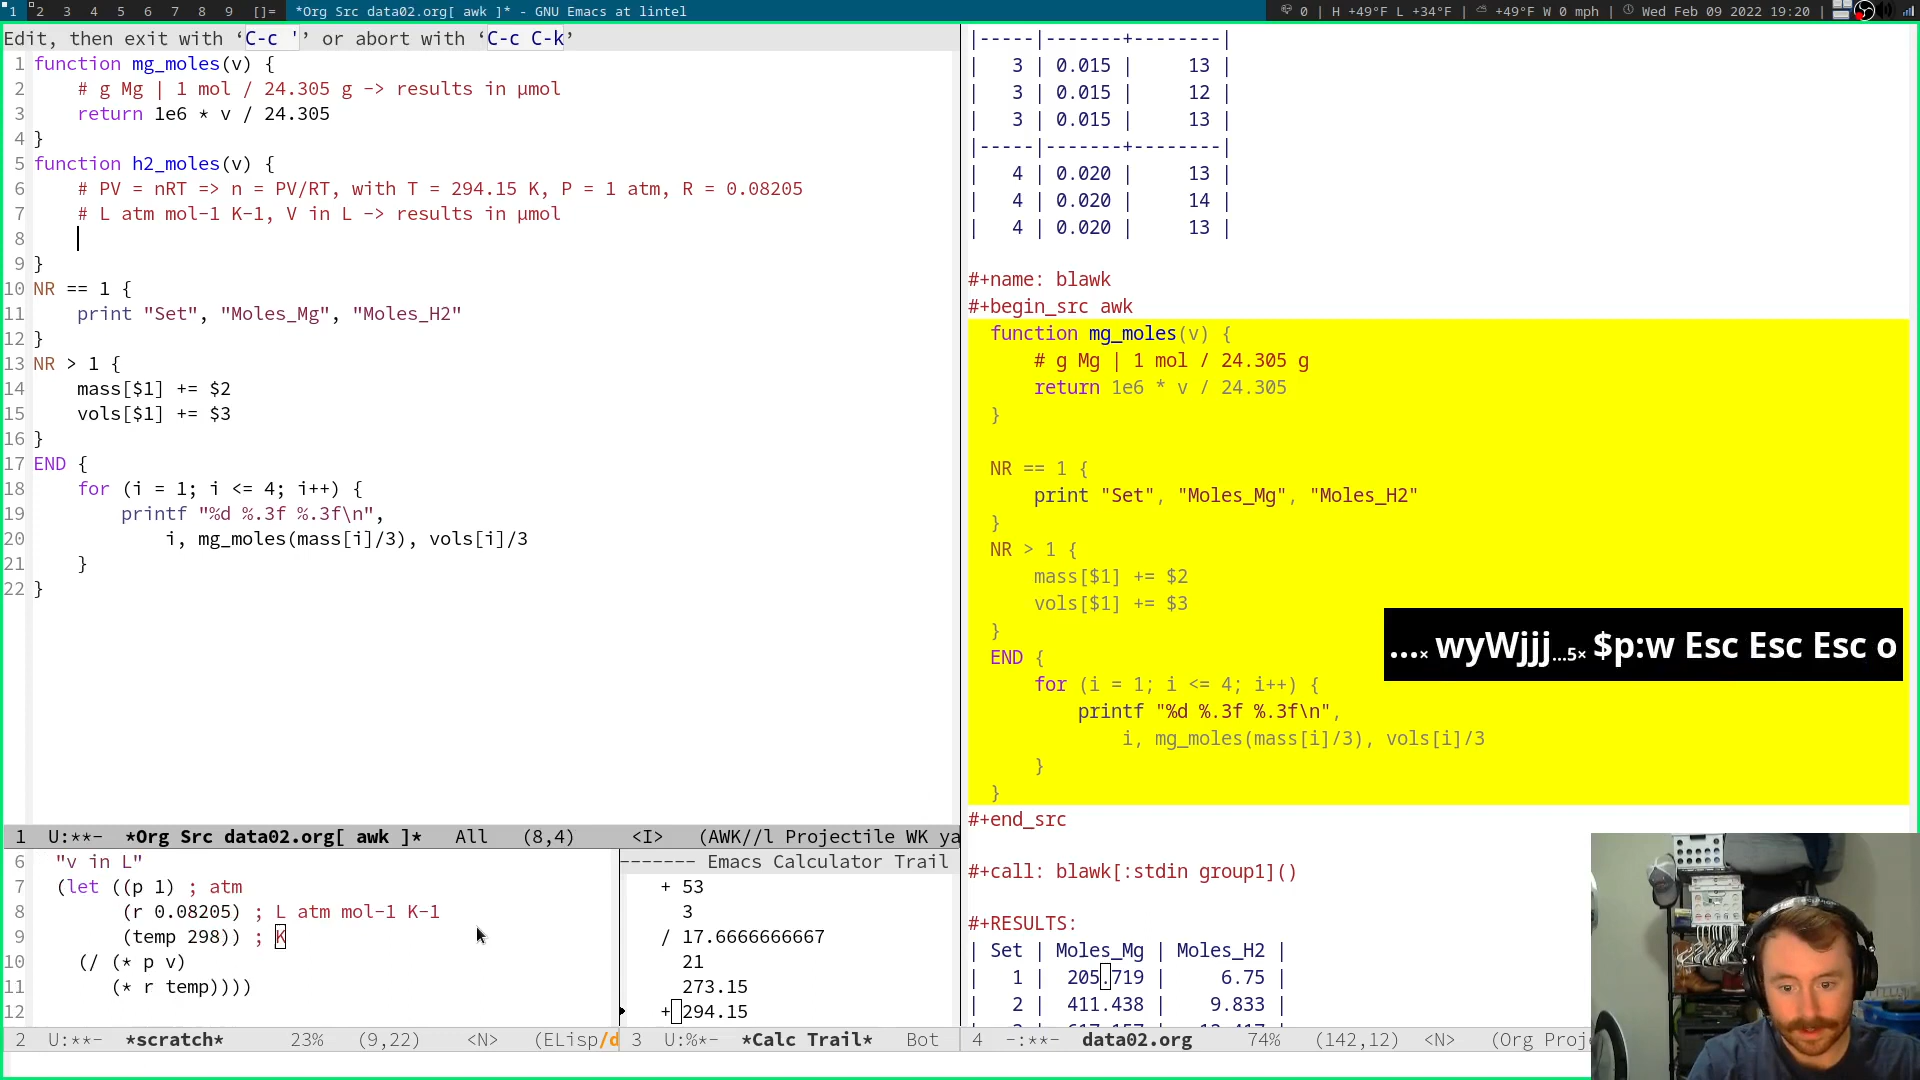 1 2 3 4 5 6 7 8 9 []= *Org Src data02.org[ awk ]* - GNU Emacs at lintel
0 | H +49°F L +34°F | +49°F W 0 mph | Wed Feb 09 2022 19:20 |
Edit, then exit with ‘C-c '’ or abort with ‘C-c C-k’
1 function mg_moles(v) {
2 # g Mg | 1 mol / 24.305 g -> results in µmol
3 return 1e6 * v / 24.305
4 }
5 function h2_moles(v) {
6 # PV = nRT => n = PV/RT, with T = 294.15 K, P = 1 atm, R = 0.08205
7 # L atm mol-1 K-1, V in L -> results in µmol
8
9 }
10 NR == 1 {
11 print "Set", "Moles_Mg", "Moles_H2"
12 }
13 NR > 1 {
14 mass[$1] += $2
15 vols[$1] += $3
16 }
17 END {
18 for (i = 1; i <= 4; i++) {
19 printf "%d %.3f %.3f\n",
20 i, mg_moles(mass[i]/3), vols[i]/3
21 }
22 }
1 U:**- *Org Src data02.org[ awk ]* All (8,4) <I> (AWK//l Projectile WK ya
6 "v in L"
7 (let ((p 1) ; atm
8 (r 0.08205) ; L atm mol-1 K-1
9 (temp 298)) ; K
10 (/ (* p v)
11 (* r temp))))
12
2 U:**- *scratch* 23% (9,22) <N> (ELisp/d
------- Emacs Calculator Trail
+ 53
3
/ 17.6666666667
21
273.15
+ 294.15
3 U:%*- *Calc Trail* Bot
|-----|-------+--------|
| 3 | 0.015 | 13 |
| 3 | 0.015 | 12 |
| 3 | 0.015 | 13 |
|-----|-------+--------|
| 4 | 0.020 | 13 |
| 4 | 0.020 | 14 |
| 4 | 0.020 | 13 |
#+name: blawk
#+begin_src awk
function mg_moles(v) {
# g Mg | 1 mol / 24.305 g
return 1e6 * v / 24.305
}
NR == 1 {
print "Set", "Moles_Mg", "Moles_H2"
}
NR > 1 {
mass[$1] += $2
vols[$1] += $3
}
END {
for (i = 1; i <= 4; i++) {
printf "%d %.3f %.3f\n",
i, mg_moles(mass[i]/3), vols[i]/3
}
}
#+end_src
#+call: blawk[:stdin group1]()
#+RESULTS:
| Set | Moles_Mg | Moles_H2 |
| 1 | 205.719 | 6.75 |
| 2 | 411.438 | 9.833 |
4 -:**- data02.org 74% (142,12) <N> (Org Proj
...× wyWjjj...5× $p:w Esc Esc Esc o